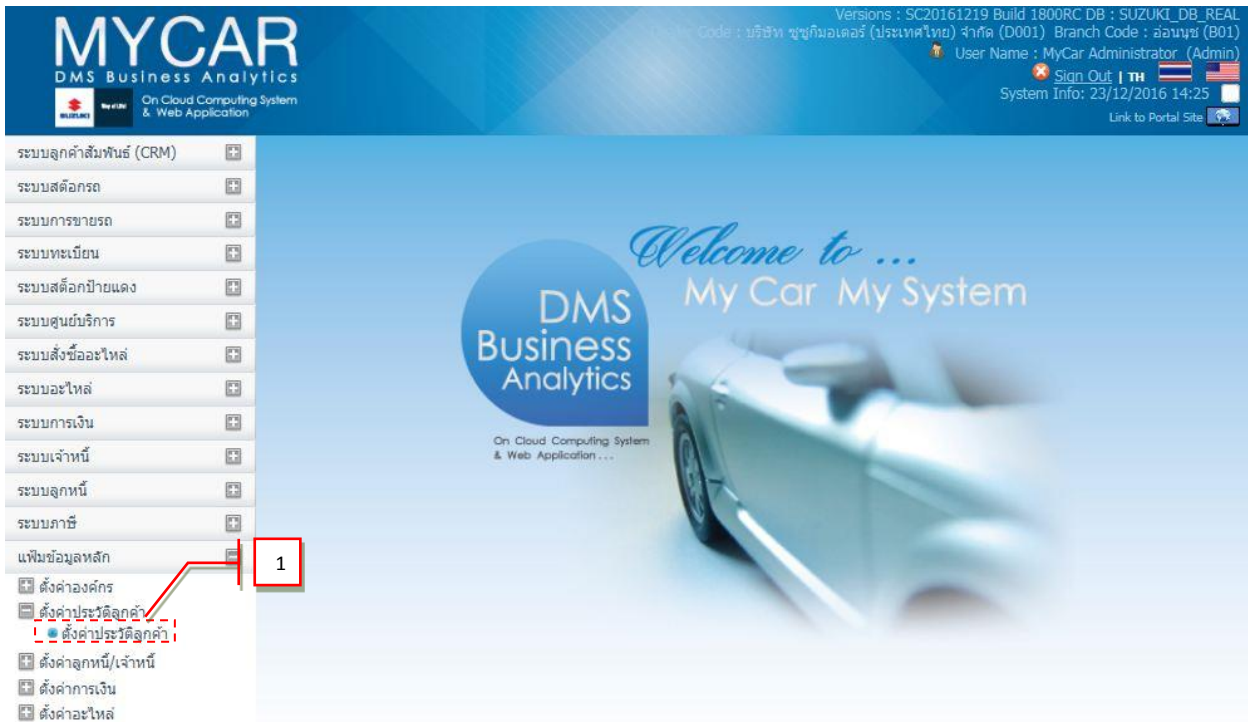 MYCAR
DMS Business Analytics
SUZUKI
Way of Life!
On Cloud Computing System
& Web Application
Versions : SC20161219 Build 1800RC DB : SUZUKI_DB_REAL
Code : บริษัท ซูซูกิมอเตอร์ (ประเทศไทย) จำกัด (D001) Branch Code : อ่อนนุช (B01)
User Name : MyCar Administrator (Admin)
Sign Out | TH
System Info: 23/12/2016 14:25
Link to Portal Site
ระบบลูกค้าสัมพันธ์ (CRM)
ระบบสต๊อกรถ
ระบบการขายรถ
ระบบทะเบียน
ระบบสต็อกป้ายแดง
ระบบศูนย์บริการ
ระบบสั่งซื้ออะไหล่
ระบบอะไหล่
ระบบการเงิน
ระบบเจ้าหนี้
ระบบลูกหนี้
ระบบภาษี
แฟ้มข้อมูลหลัก
ตั้งค่าองค์กร
ตั้งค่าประวัติลูกค้า
ตั้งค่าประวัติลูกค้า
ตั้งค่าลูกหนี้/เจ้าหนี้
ตั้งค่าการเงิน
ตั้งค่าอะไหล่
1
Welcome to ...
My Car My System
DMS
Business
Analytics
On Cloud Computing System
& Web Application . . .